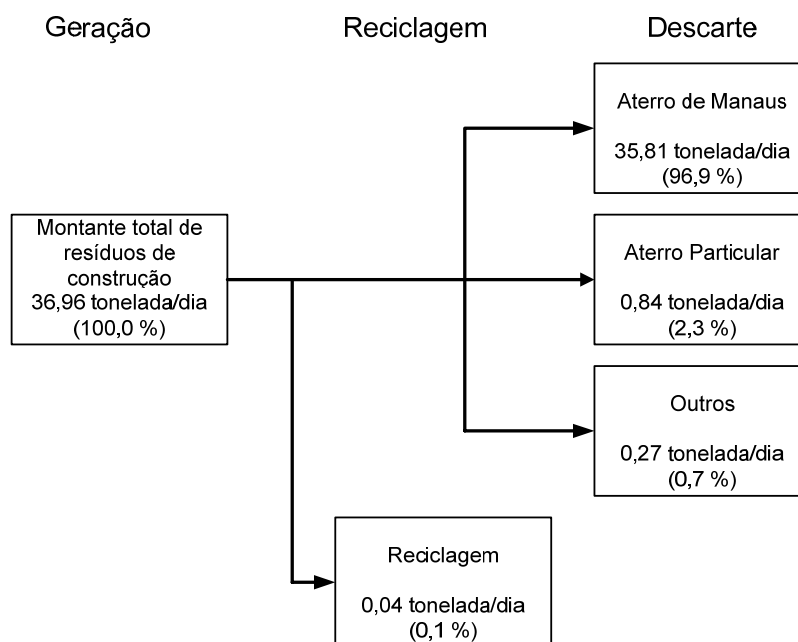 Geração
Reciclagem
Descarte
Aterro de Manaus
35,81 tonelada/dia
(96,9 %)
Montante total de
resíduos de
construção
36,96 tonelada/dia
(100,0 %)
Aterro Particular
0,84 tonelada/dia
(2,3 %)
Outros
0,27 tonelada/dia
(0,7 %)
Reciclagem
0,04 tonelada/dia
(0,1 %)